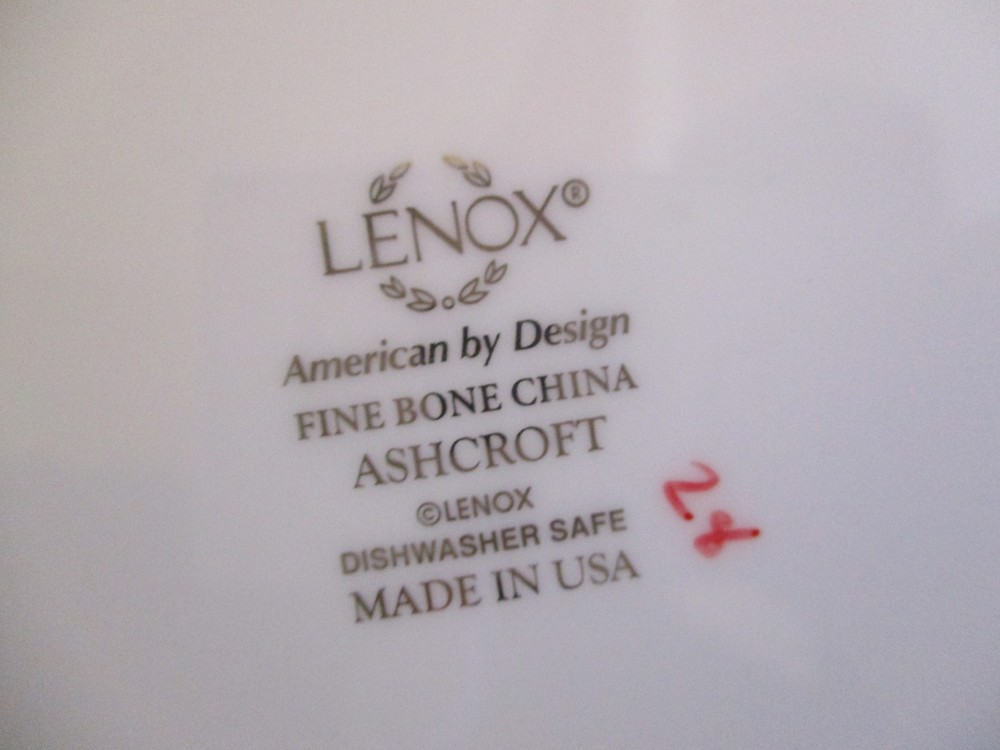 LENOX®
American by Design
FINE BONE CHINA
ASHCROFT
©LENOX
DISHWASHER SAFE
MADE IN USA